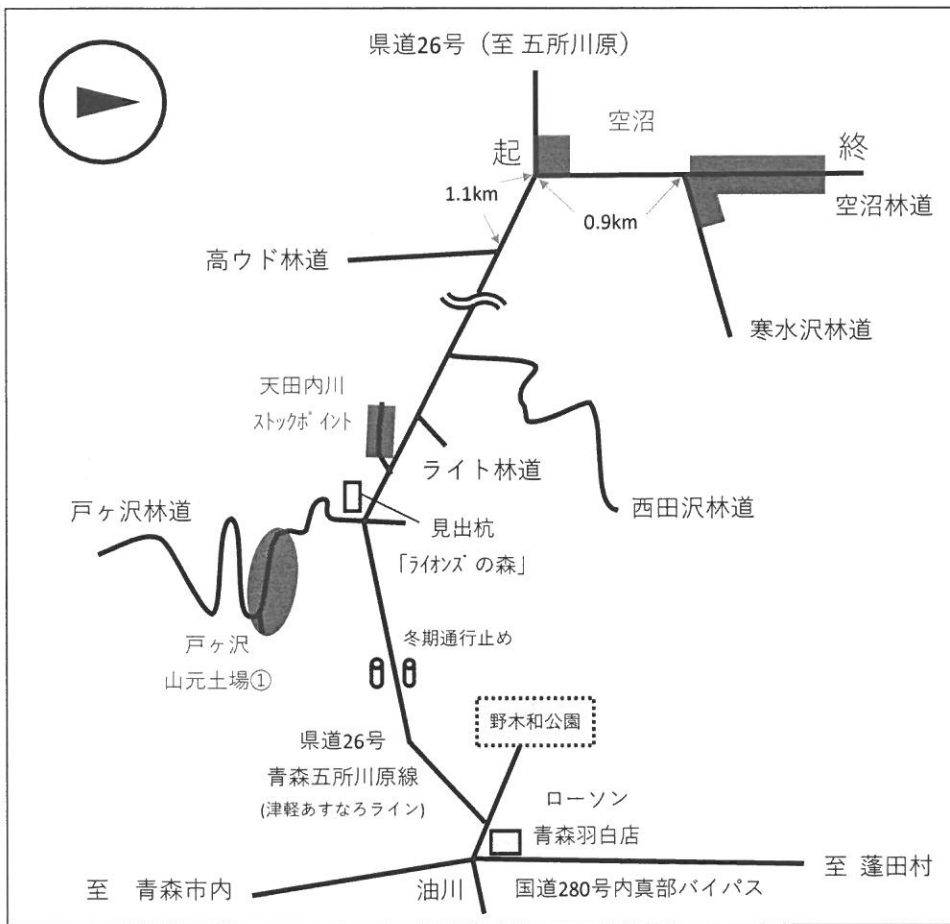 県道26号（至 五所川原）
空沼
起
終
1.1km
0.9km
空沼林道
高ウド林道
寒水沢林道
天田内川
ｽﾄｯｸﾎﾟｲﾝﾄ
ライト林道
西田沢林道
戸ヶ沢林道
見出杭
「ﾗｲｵﾝｽﾞの森」
戸ヶ沢
山元土場①
冬期通行止め
野木和公園
県道26号
青森五所川原線
(津軽あすなろライン)
ローソン
青森羽白店
至 青森市内
油川
国道280号内真部バイパス
至 蓬田村